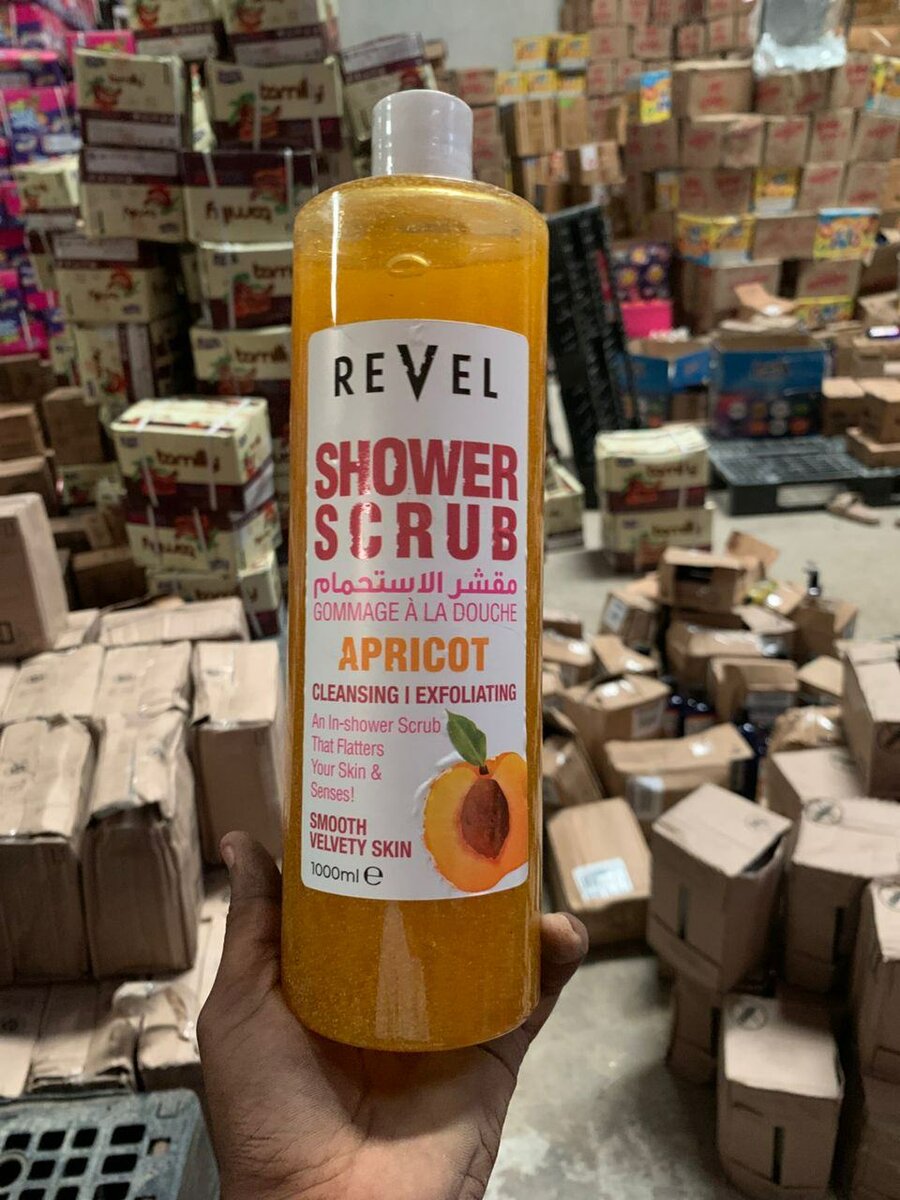 REVEL
SHOWER
SCRUB
مقشر الاستحمام
GOMMAGE À LA DOUCHE
APRICOT
CLEANSING | EXFOLIATING
An In-shower Scrub
That Flatters
Your Skin &
Senses!
SMOOTH
VELVETY SKIN
1000ml e